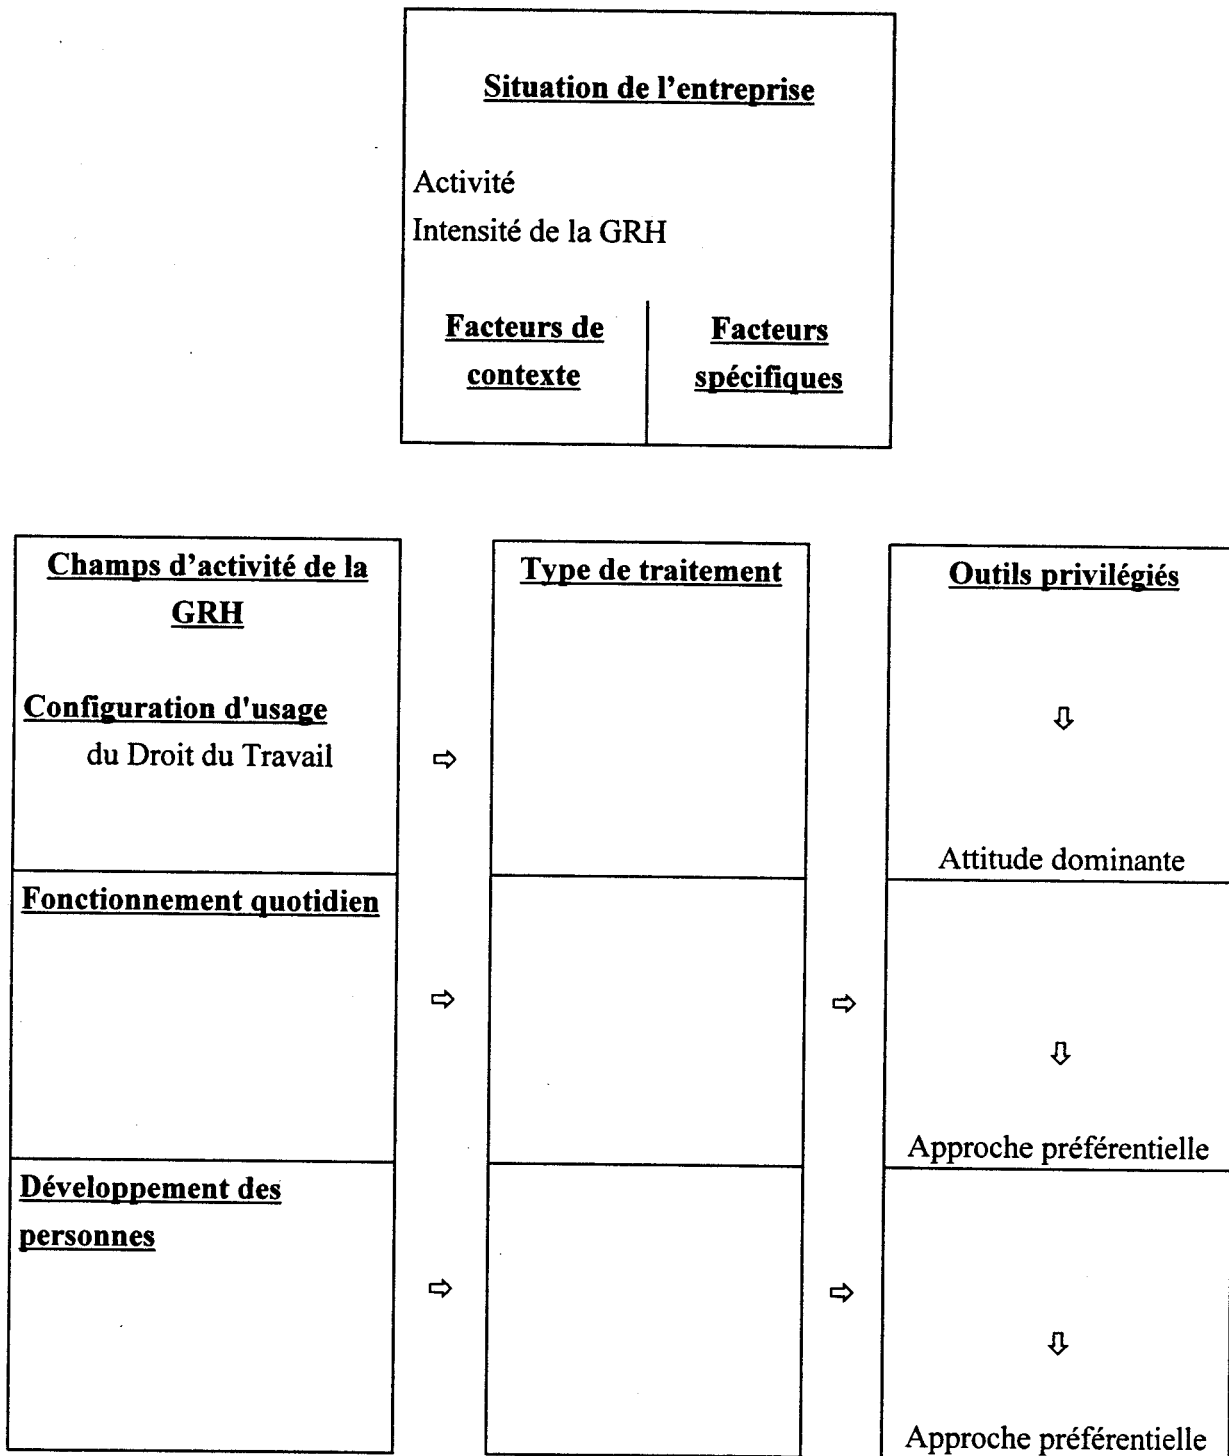 Situation de l'entreprise
Activité
Intensité de la GRH
Facteurs de
contexte
Facteurs
spécifiques
Champs d'activité de la
GRH
Configuration d'usage
du Droit du Travail
⇨
Type de traitement
Outils privilégiés
⇩
Attitude dominante
Fonctionnement quotidien
⇨
⇨
⇩
Approche préférentielle
Développement des
personnes
⇨
⇨
⇩
Approche préférentielle